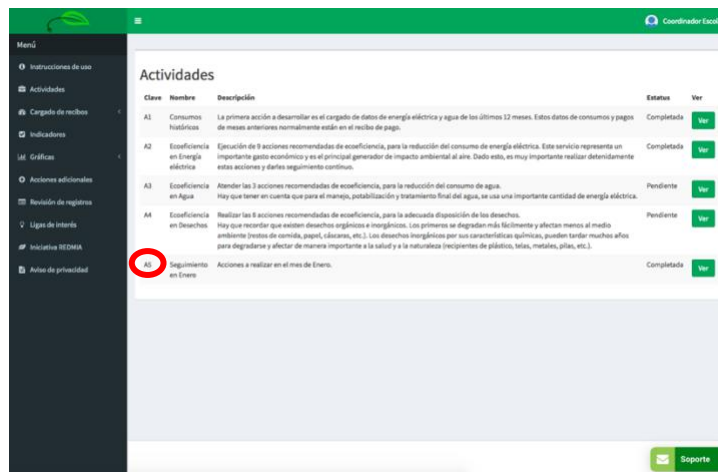 Coordinador Escol
Menú
Instrucciones de uso
Actividades
Cargado de recibos
Indicadores
Gráficas
Acciones adicionales
Revisión de registros
Ligas de interés
Iniciativa REDMIA
Aviso de privacidad
Actividades
Clave Nombre Descripción Estatus Ver
A1 Consumos La primera acción a desarrollar es el cargado de datos de energía eléctrica y agua de los últimos 12 meses. Estos datos de consumos y pagos Completada Ver
históricos de meses anteriores normalmente están en el recibo de pago.
A2 Ecoeficiencia Ejecución de 9 acciones recomendadas de ecoeficiencia, para la reducción del consumo de energía eléctrica. Este servicio representa un Completada Ver
en Energía importante gasto económico y es el principal generador de impacto ambiental al aire. Dado esto, es muy importante realizar detenidamente
eléctrica estas acciones y darles seguimiento continuo.
A3 Ecoeficiencia Atender las 3 acciones recomendadas de ecoeficiencia, para la reducción del consumo de agua. Pendiente Ver
en Agua Hay que tener en cuenta que para el manejo, potabilización y tratamiento final del agua, se usa una importante cantidad de energía eléctrica.
A4 Ecoeficiencia Realizar las 8 acciones recomendadas de ecoeficiencia, para la adecuada disposición de los desechos. Pendiente Ver
en Desechos Hay que recordar que existen desechos orgánicos e inorgánicos. Los primeros se degradan más fácilmente y afectan menos al medio
ambiente (restos de comida, papel, cáscaras, etc.). Los desechos inorgánicos por sus características químicas, pueden tardar muchos años
para degradarse y afectar de manera importante a la salud y a la naturaleza (recipientes de plástico, telas, metales, pilas, etc.).
A5 Seguimiento Acciones a realizar en el mes de Enero. Completada Ver
en Enero
Soporte